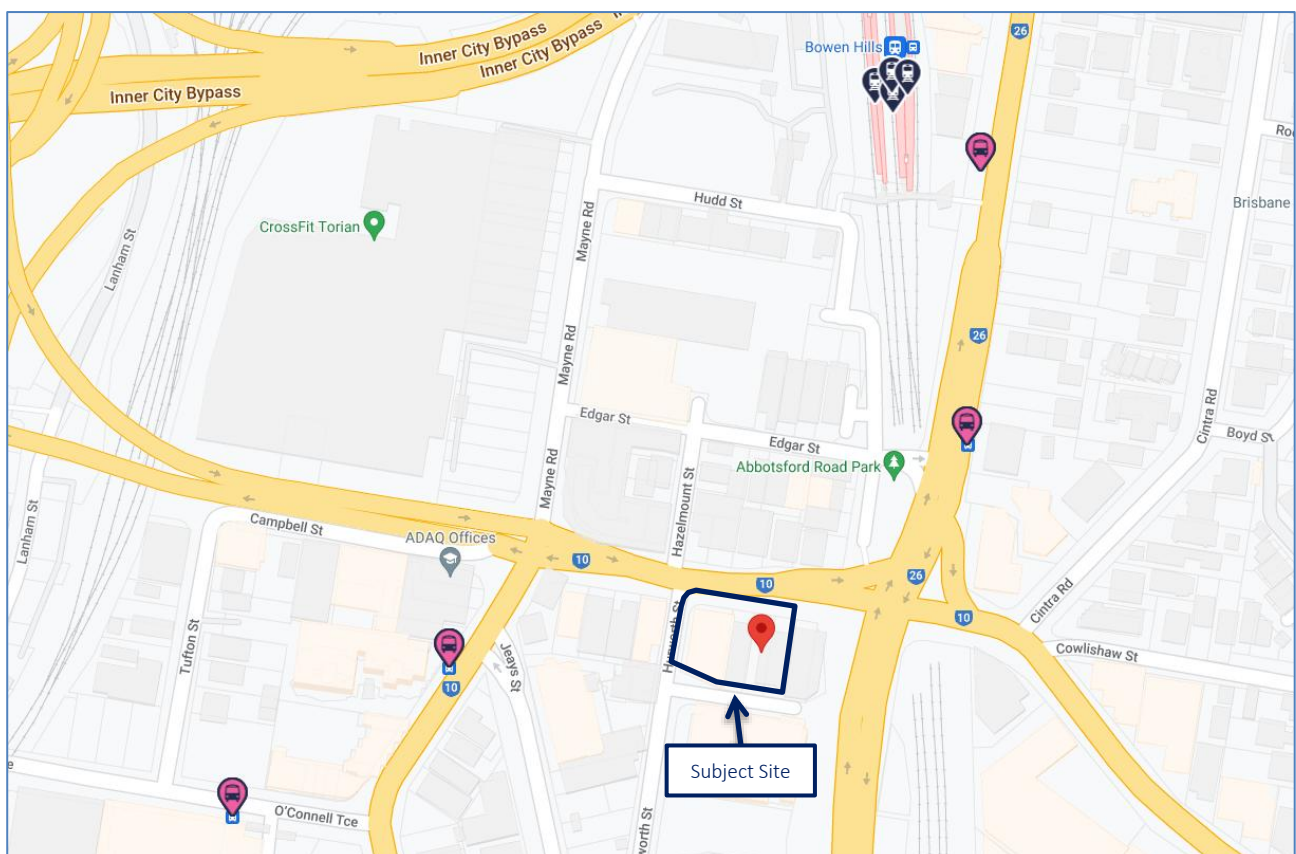 Inner City Bypass
Inner City Bypass
Inner City Bypass
26
Bowen Hills
Hudd St
Brisbane
Mayne Rd
Lanham St
CrossFit Torian
26
Mayne Rd
Edgar St
Edgar St
Cintra Rd
Boyd St
Abbotsford Road Park
Mayne Rd
Hazelmount St
Lanham St
Campbell St
ADAQ Offices
10
10
26
10
Cintra Rd
Cowlishaw St
Tufton St
Jeays St
10
Subject Site
O'Connell Tce
worth St